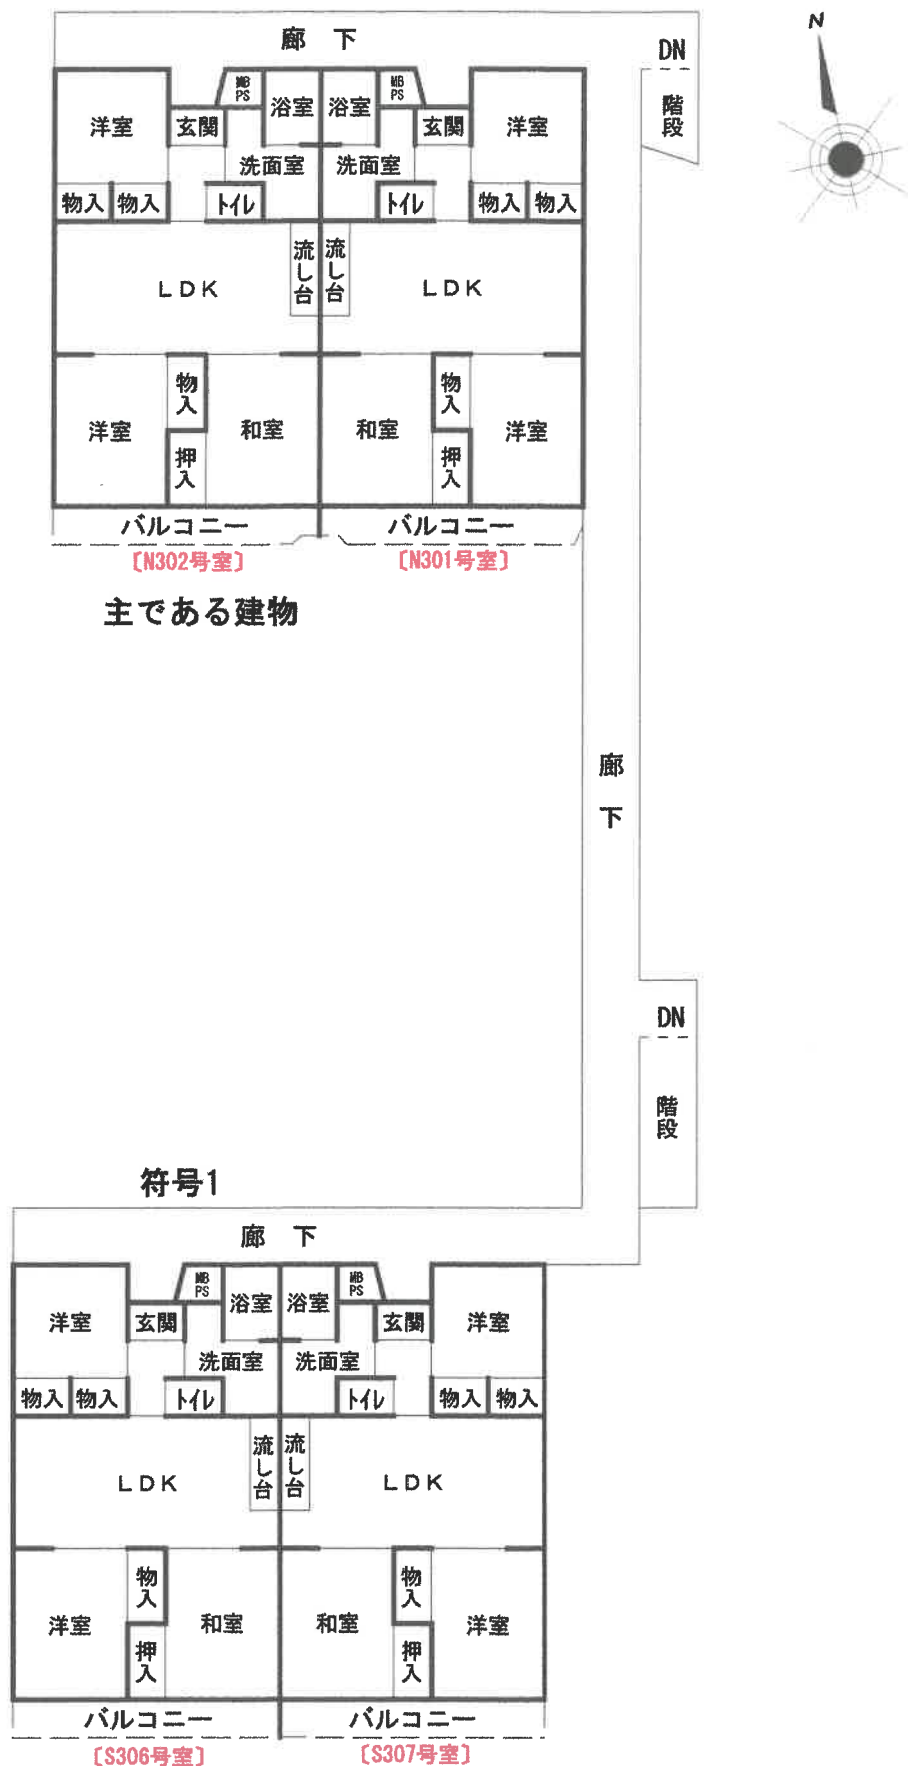 N
廊 下
DN
階段
MB
PS
MB
PS
洋室
玄関
浴室
浴室
玄関
洋室
洗面室
洗面室
物入
物入
トイレ
トイレ
物入
物入
流し台
流し台
LDK
LDK
物入
物入
洋室
和室
和室
洋室
押入
押入
バルコニー
バルコニー
〔N302号室〕
〔N301号室〕
主である建物
廊下
DN
階段
符号1
廊 下
MB
PS
MB
PS
洋室
玄関
浴室
浴室
玄関
洋室
洗面室
洗面室
物入
物入
トイレ
トイレ
物入
物入
流し台
流し台
LDK
LDK
物入
物入
洋室
和室
和室
洋室
押入
押入
バルコニー
バルコニー
〔S306号室〕
〔S307号室〕